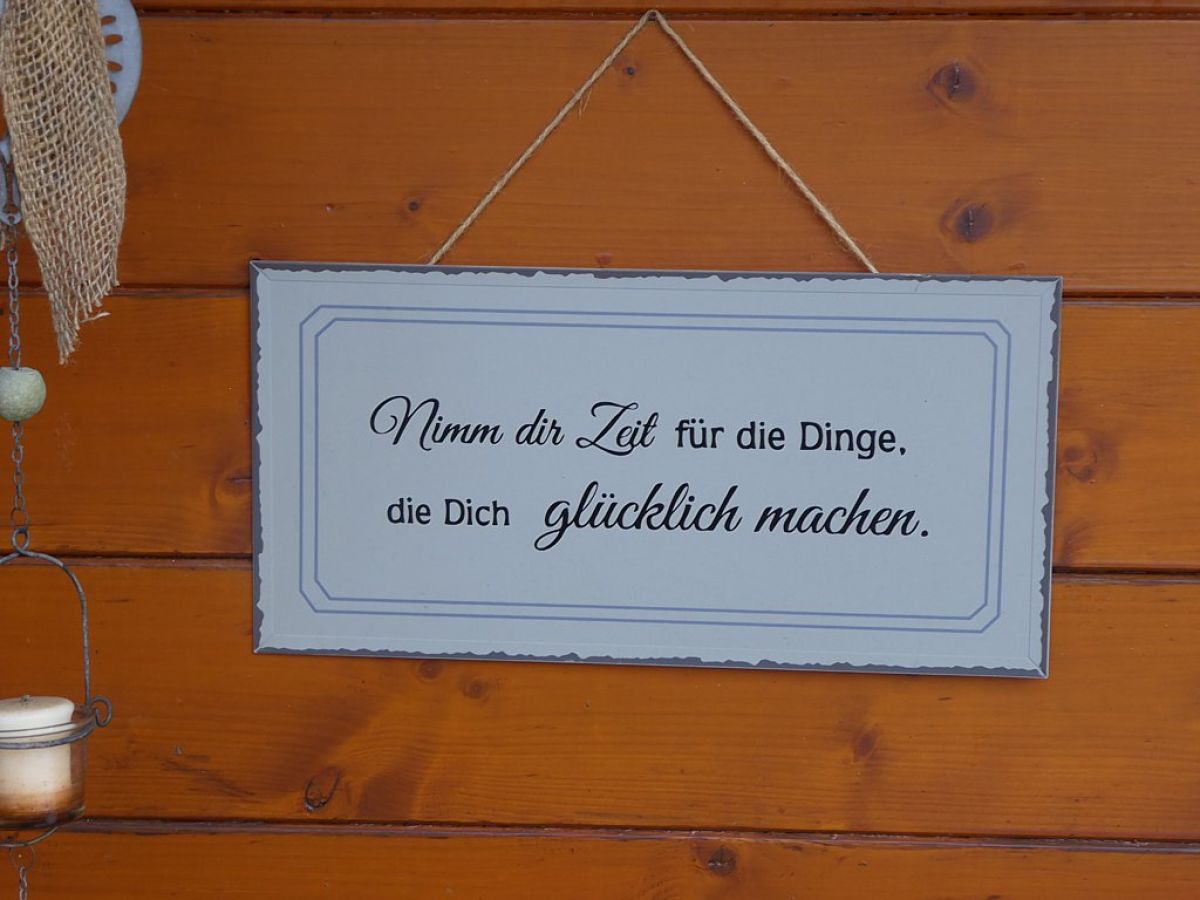 Nimm dir Zeit für die Dinge,
die Dich glücklich machen.